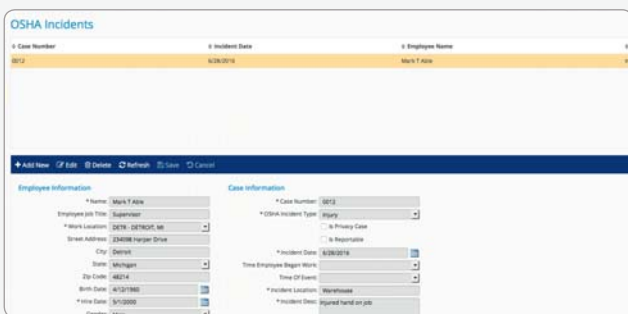 OSHA Incidents
Case Number Incident Date Employee Name
0012 6/28/2016 Mark T Able
Add New Edit Delete Refresh Save Cancel
Employee Information Case Information
* Name: Mark T Able * Case Number: 0012
Employee Job Title: Supervisor * OSHA Incident Type: Injury
* Work Location: DETR - DETROIT, MI Is Privacy Case
Street Address: 234098 Harper Drive Is Reportable
City: Detroit * Incident Date: 6/28/2016
State: Michigan Time Employee Began Work:
Zip Code: 48214 Time Of Event:
Birth Date: 4/12/1980 * Incident Location: Warehouse
* Hire Date: 5/1/2000 * Incident Desc: Injured hand on job
Gender: